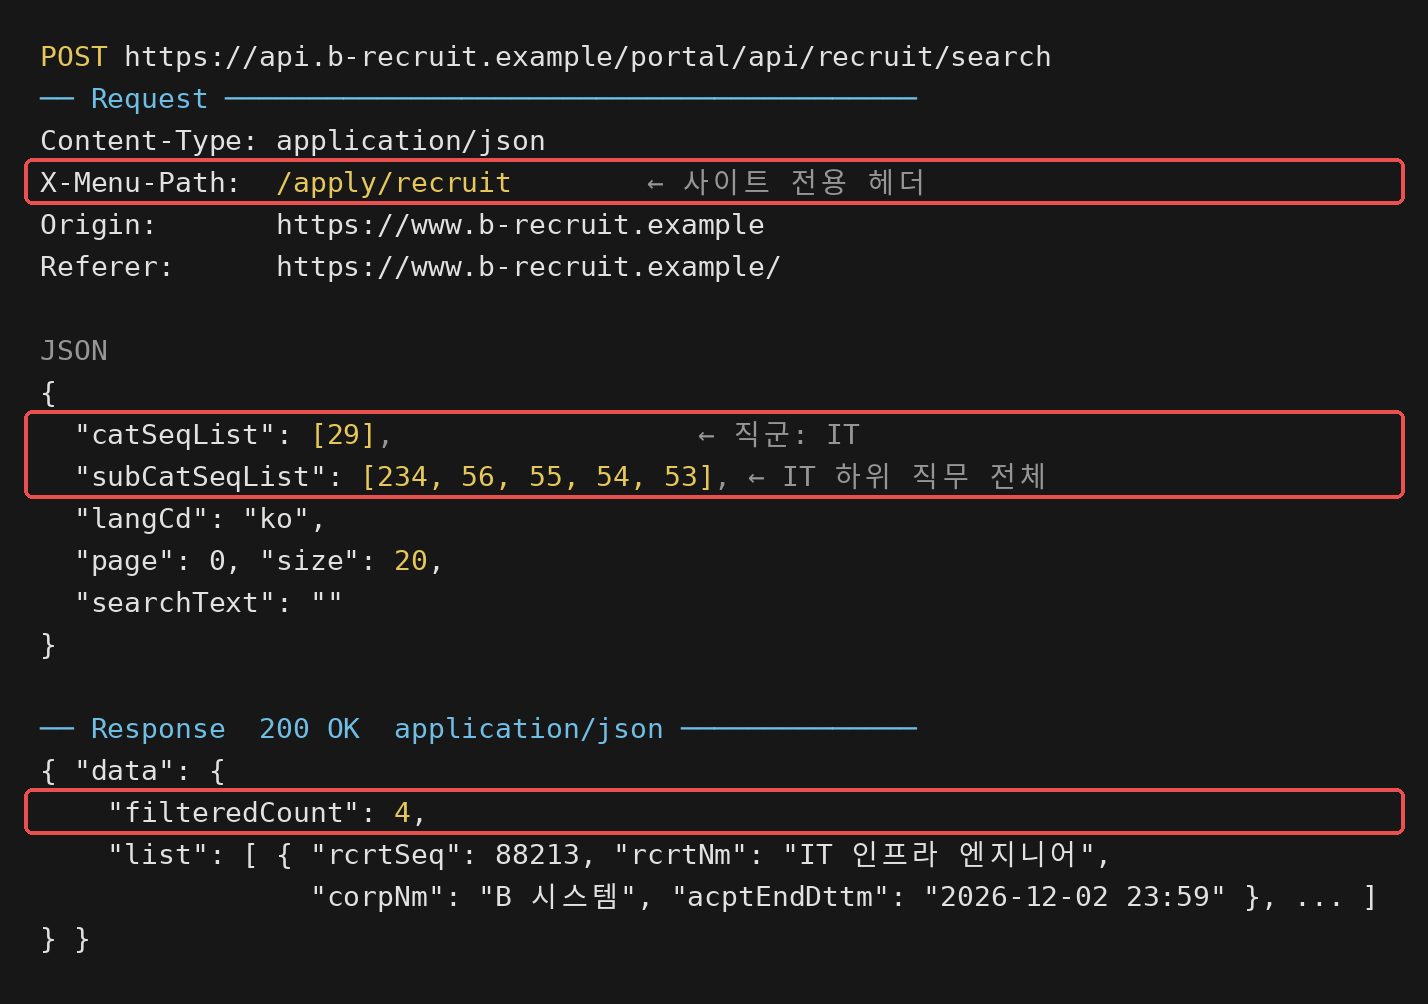 POST https://api.b-recruit.example/portal/api/recruit/search
── Request ─────────────────────────────────────────
Content-Type: application/json
X-Menu-Path:  /apply/recruit        ← 사이트 전용 헤더
Origin:       https://www.b-recruit.example
Referer:      https://www.b-recruit.example/
JSON
{
  "catSeqList": [29],                  ← 직군: IT
  "subCatSeqList": [234, 56, 55, 54, 53], ← IT 하위 직무 전체
  "langCd": "ko",
  "page": 0, "size": 20,
  "searchText": ""
}
── Response  200 OK  application/json ──────────────
{ "data": {
    "filteredCount": 4,
    "list": [ { "rcrtSeq": 88213, "rcrtNm": "IT 인프라 엔지니어",
                "corpNm": "B 시스템", "acptEndDttm": "2026-12-02 23:59" }, ... ]
} }